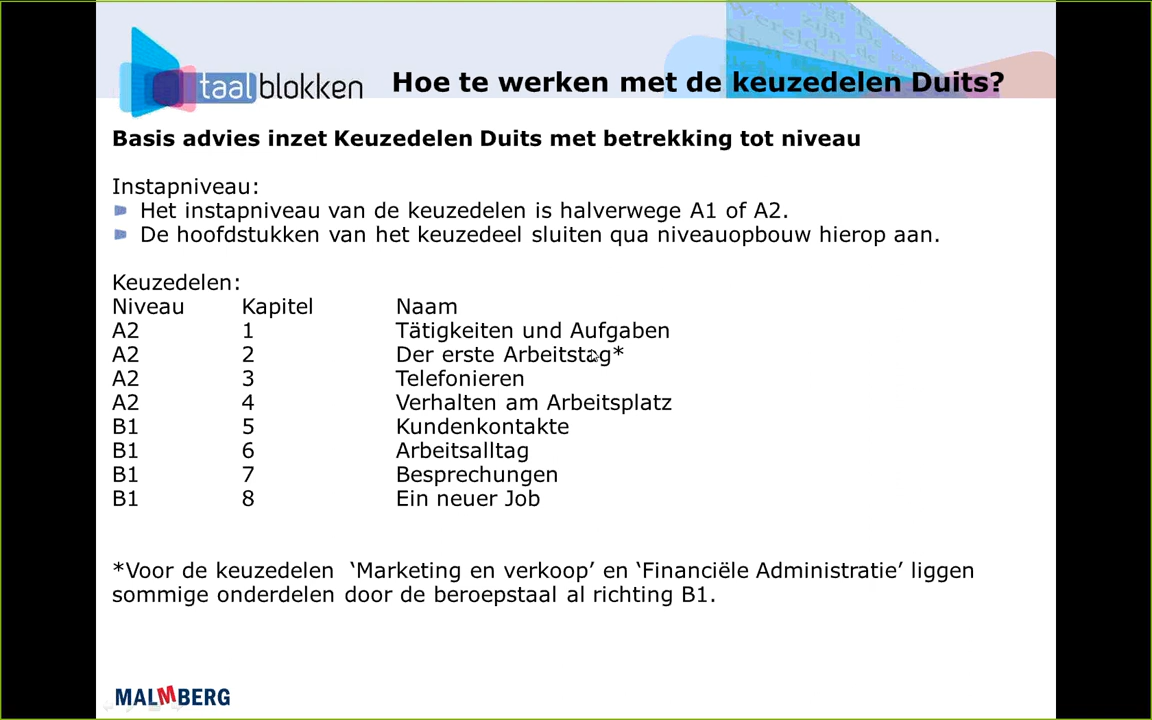 taalblokken
Hoe te werken met de keuzedelen Duits?
Basis advies inzet Keuzedelen Duits met betrekking tot niveau
Instapniveau:
Het instapniveau van de keuzedelen is halverwege A1 of A2.
De hoofdstukken van het keuzedeel sluiten qua niveauopbouw hierop aan.
Keuzedelen:
Niveau Kapitel Naam
A2 1 Tätigkeiten und Aufgaben
A2 2 Der erste Arbeitstag*
A2 3 Telefonieren
A2 4 Verhalten am Arbeitsplatz
B1 5 Kundenkontakte
B1 6 Arbeitsalltag
B1 7 Besprechungen
B1 8 Ein neuer Job
*Voor de keuzedelen ‘Marketing en verkoop’ en ‘Financiële Administratie’ liggen
sommige onderdelen door de beroepstaal al richting B1.
MALMBERG